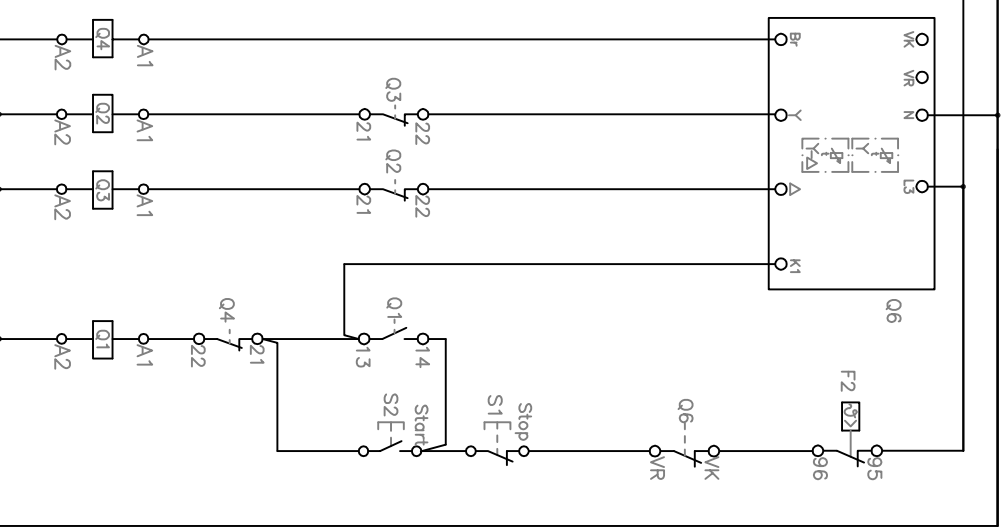 Q4
A2
A1
Br
VK
VR
Q3
Q2
A2
A1
21
22
Y
N
Q2
Q3
A2
A1
21
22
Δ
L3
K1
Q6
Q4
Q1
Q1
A2
A1
22
21
13
14
F2
ϑ>
S2
Start
S1
Stop
Q6
VR
VK
96
95